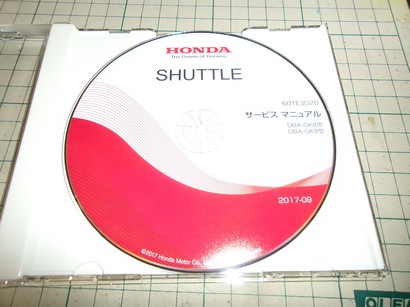 HONDA
The Power of Dreams
SHUTTLE
60TE3D20
サービス マニュアル
DBA-GK8型
DBA-GK9型
2017-09
©2017 Honda Motor Co.